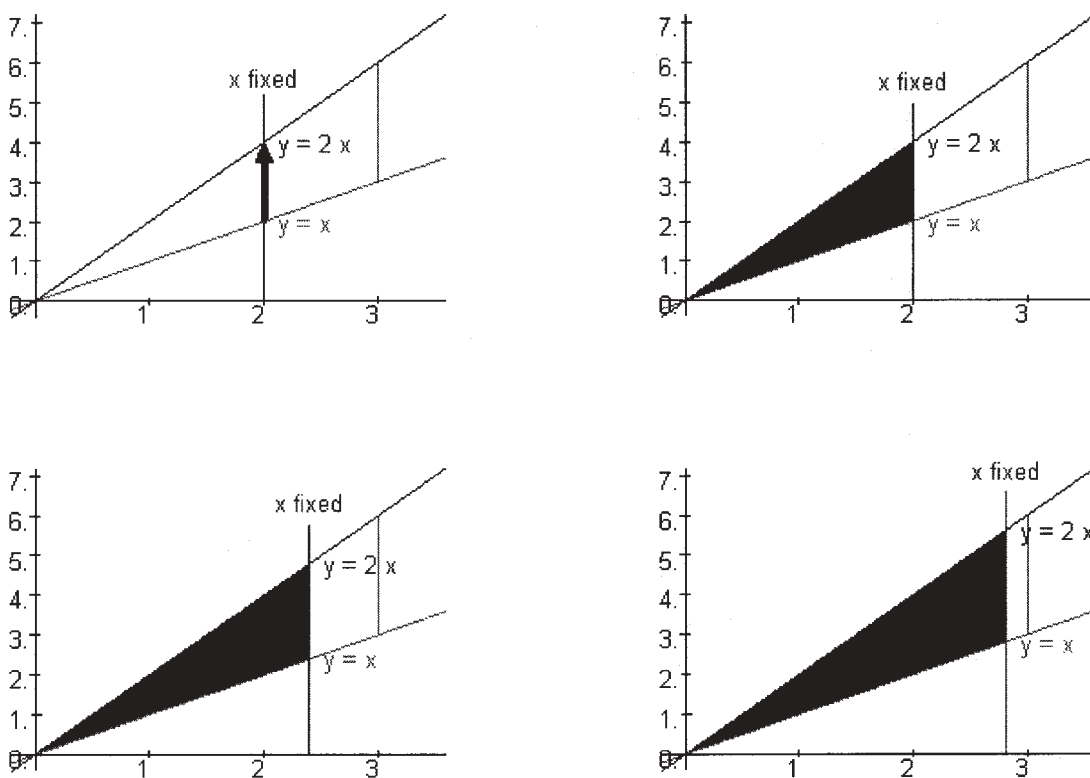 7.
6.
x fixed
5.
4.
y = 2 x
3.
2.
y = x
1.
0.
1 2 3
7.
6.
x fixed
5.
4.
y = 2 x
3.
2.
y = x
1.
0.
1 2 3
7.
x fixed
6.
5.
y = 2 x
4.
3.
y = x
2.
1.
0.
1 2 3
x fixed
7.
6.
y = 2 x
5.
4.
3.
y = x
2.
1.
0.
1 2 3